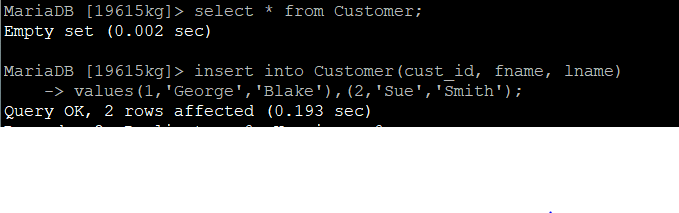 MariaDB [19615kg]> select * from Customer;
Empty set (0.002 sec)
MariaDB [19615kg]> insert into Customer(cust_id, fname, lname)
    -> values(1,'George','Blake'),(2,'Sue','Smith');
Query OK, 2 rows affected (0.193 sec)